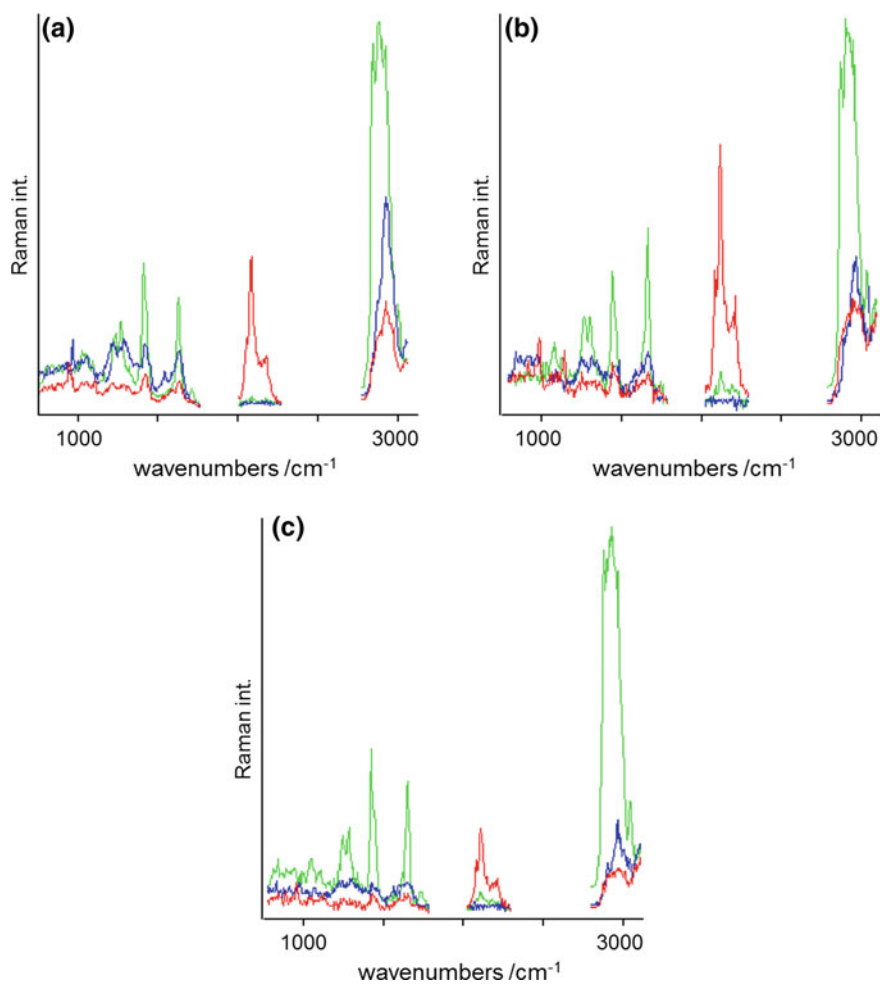 (a)
Raman int.
1000 3000
wavenumbers /cm-1
(b)
Raman int.
1000 3000
wavenumbers /cm-1
(c)
Raman int.
1000 3000
wavenumbers /cm-1